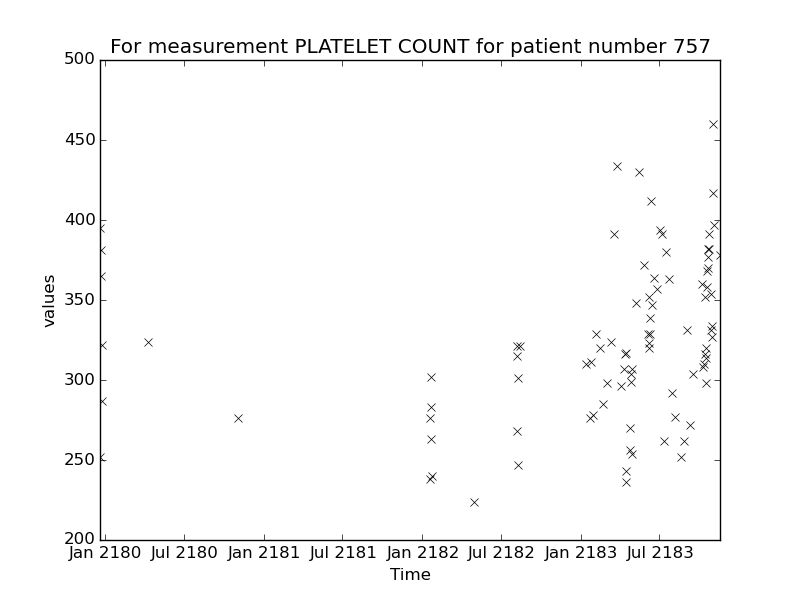 For measurement PLATELET COUNT for patient number 757
500
450
400
350
300
250
200
values
Jan 2180 Jul 2180 Jan 2181 Jul 2181 Jan 2182 Jul 2182 Jan 2183 Jul 2183
Time